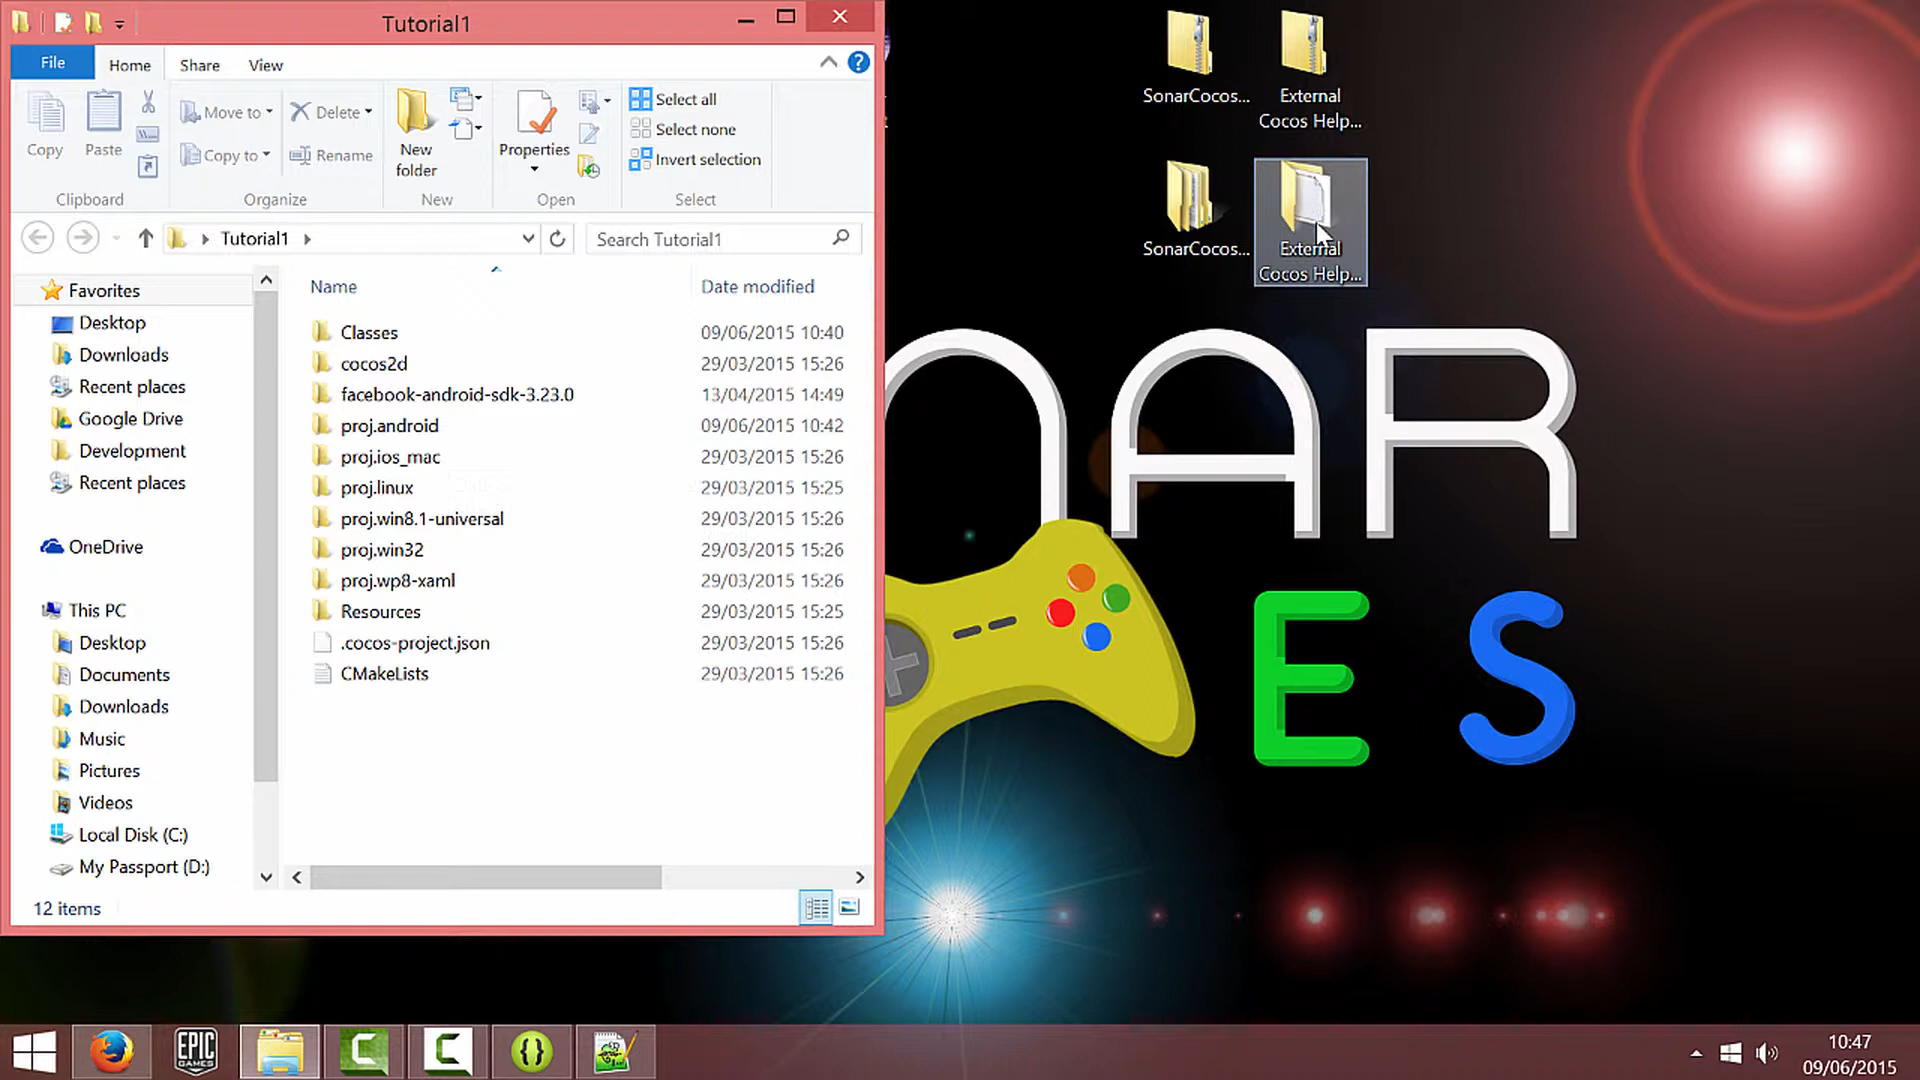 Tutorial1
File
Home
Share
View
Copy
Paste
Clipboard
Move to
Copy to
Delete
Rename
Organize
New
folder
New
Properties
Open
Select all
Select none
Invert selection
Select
Tutorial1
Search Tutorial1
Favorites
Desktop
Downloads
Recent places
Google Drive
Development
Recent places
OneDrive
This PC
Desktop
Documents
Downloads
Music
Pictures
Videos
Local Disk (C:)
My Passport (D:)
Name Date modified
Classes 09/06/2015 10:40
cocos2d 29/03/2015 15:26
facebook-android-sdk-3.23.0 13/04/2015 14:49
proj.android 09/06/2015 10:42
proj.ios_mac 29/03/2015 15:26
proj.linux 29/03/2015 15:25
proj.win8.1-universal 29/03/2015 15:26
proj.win32 29/03/2015 15:26
proj.wp8-xaml 29/03/2015 15:26
Resources 29/03/2015 15:25
.cocos-project.json 29/03/2015 15:26
CMakeLists 29/03/2015 15:26
12 items
SonarCocos...
External
Cocos Help...
SonarCocos...
External
Cocos Help...
NAR
ES
EPIC
GAMES
10:47
09/06/2015